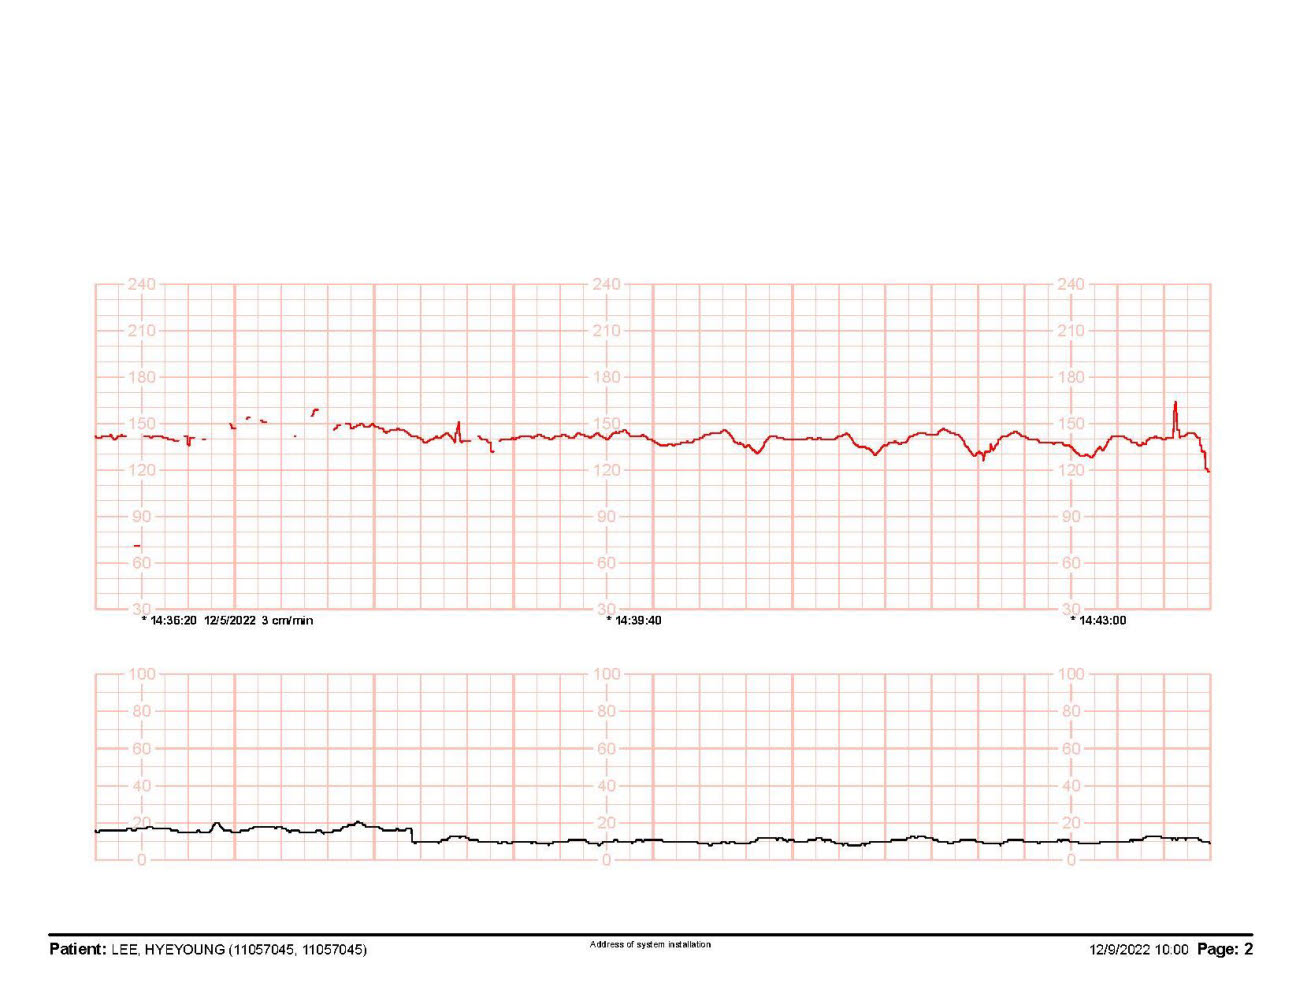 240 240 240
210 210 210
180 180 180
150 150 150
120 120 120
90 90 90
60 60 60
30 30 30
* 14:36:20 12/5/2022 3 cm/min * 14:39:40 * 14:43:00
100 100 100
80 80 80
60 60 60
40 40 40
20 20 20
0 0 0
Patient: LEE, HYEYOUNG (11057045, 11057045) Address of system installation 12/9/2022 10:00 Page: 2